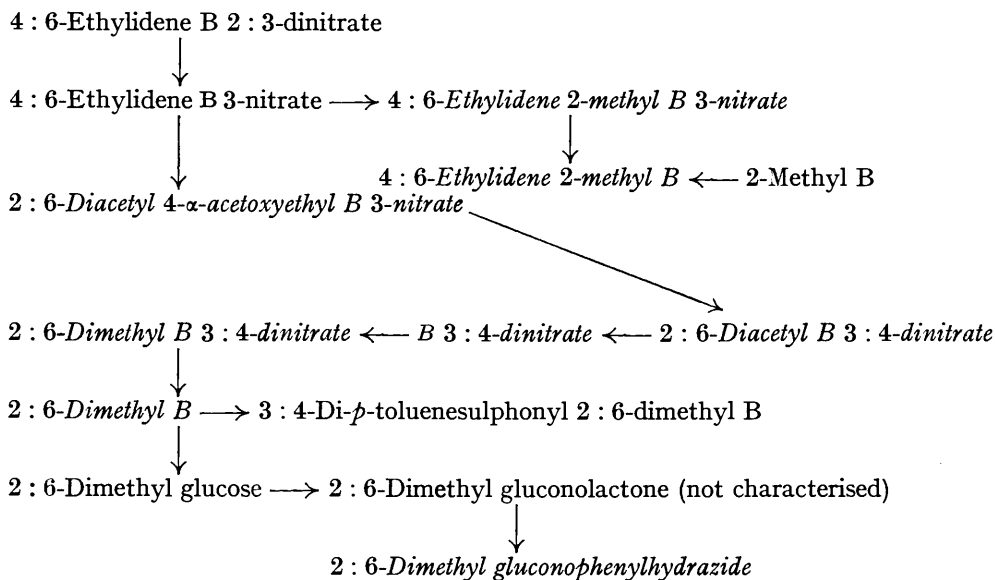 4 : 6-Ethylidene B 2 : 3-dinitrate
4 : 6-Ethylidene B 3-nitrate ⟶ 4 : 6-Ethylidene 2-methyl B 3-nitrate
4 : 6-Ethylidene 2-methyl B ⟵ 2-Methyl B
2 : 6-Diacetyl 4-α-acetoxyethyl B 3-nitrate
2 : 6-Dimethyl B 3 : 4-dinitrate ⟵ B 3 : 4-dinitrate ⟵ 2 : 6-Diacetyl B 3 : 4-dinitrate
2 : 6-Dimethyl B ⟶ 3 : 4-Di-p-toluenesulphonyl 2 : 6-dimethyl B
2 : 6-Dimethyl glucose ⟶ 2 : 6-Dimethyl gluconolactone (not characterised)
2 : 6-Dimethyl gluconophenylhydrazide